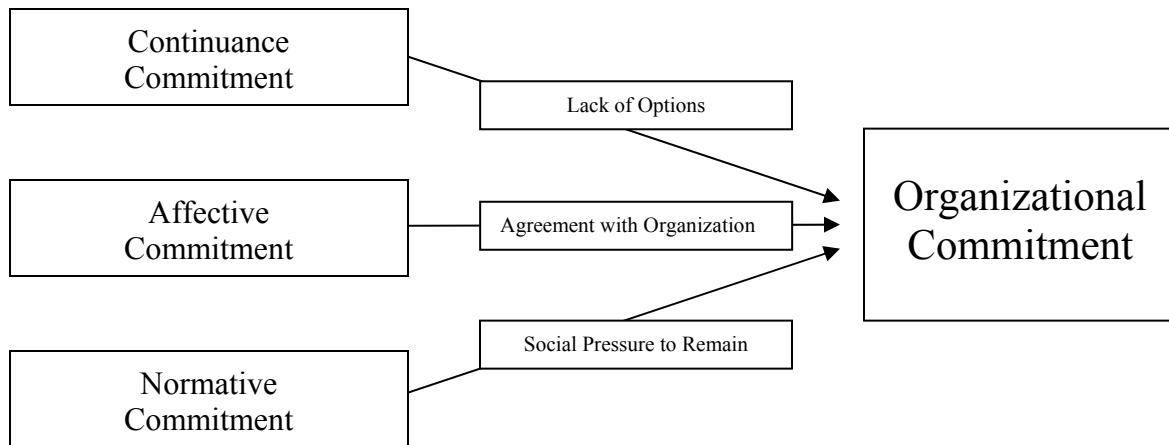 Continuance
Commitment
Lack of Options
Affective
Commitment
Agreement with Organization
Organizational
Commitment
Social Pressure to Remain
Normative
Commitment